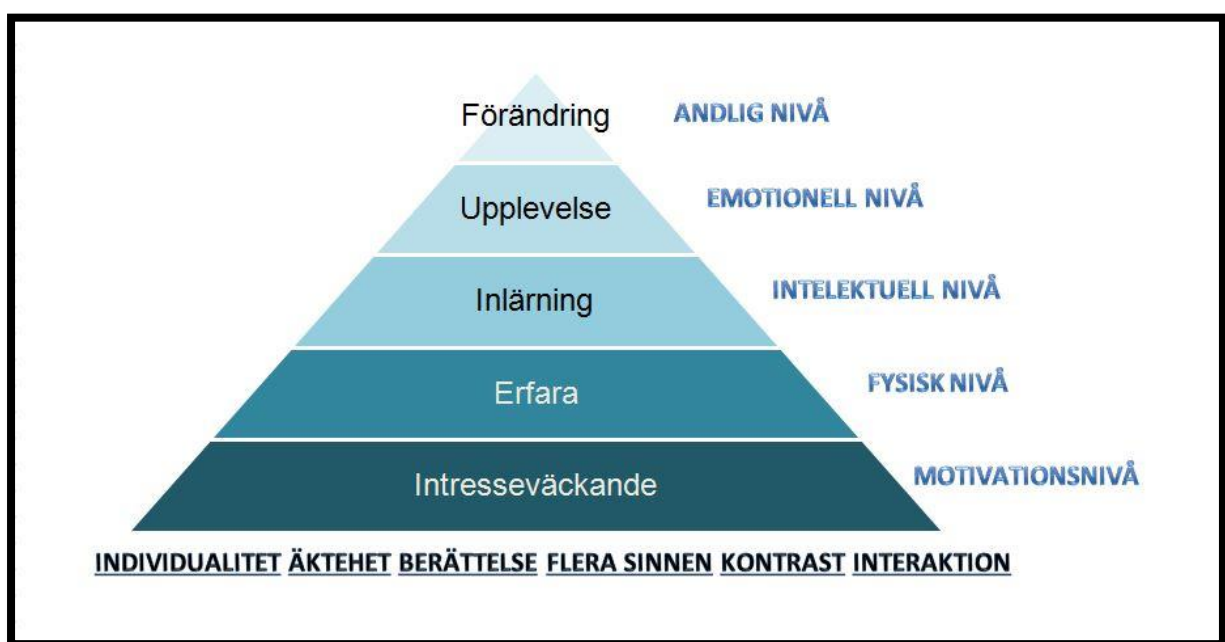 Förändring ANDLIG NIVÅ
Upplevelse EMOTIONELL NIVÅ
Inlärning INTELEKTUELL NIVÅ
Erfara FYSISK NIVÅ
Intresseväckande MOTIVATIONSNIVÅ
INDIVIDUALITET ÄKTEHET BERÄTTELSE FLERA SINNEN KONTRAST INTERAKTION